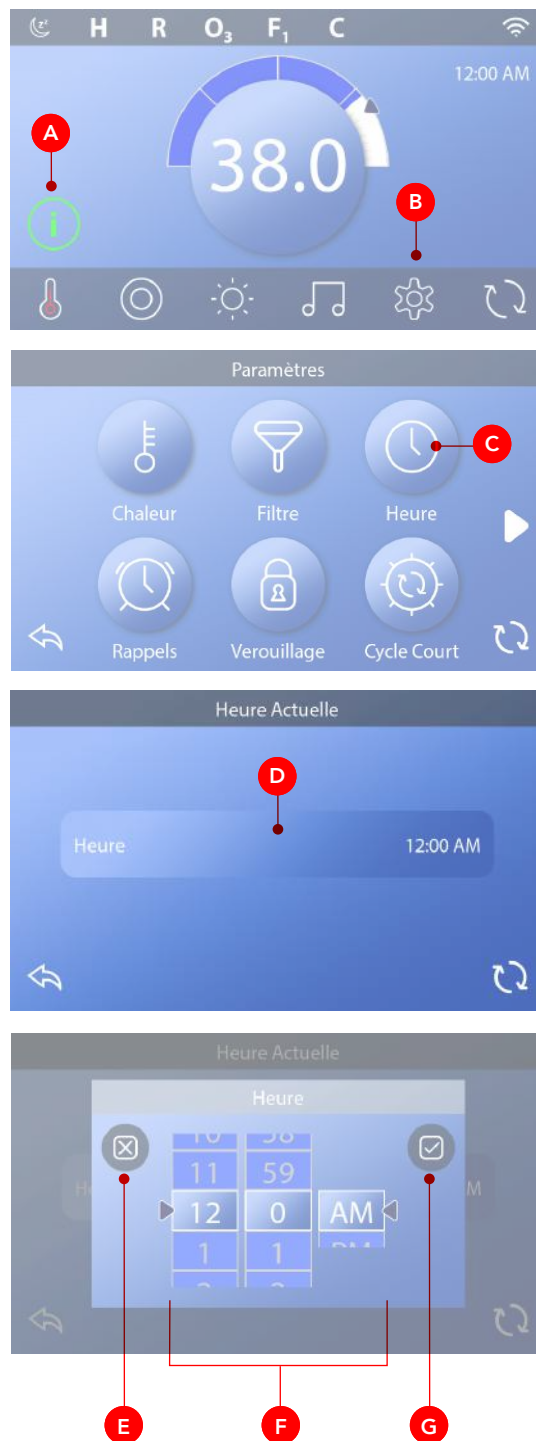 H R O₃ F₁ C
12:00 AM
A
38.0
B
i
Paramètres
C
Chaleur Filtre Heure
Rappels Verouillage Cycle Court
Heure Actuelle
D
Heure 12:00 AM
Heure Actuelle
Heure
11 59
12 0 AM
1 1
E F G